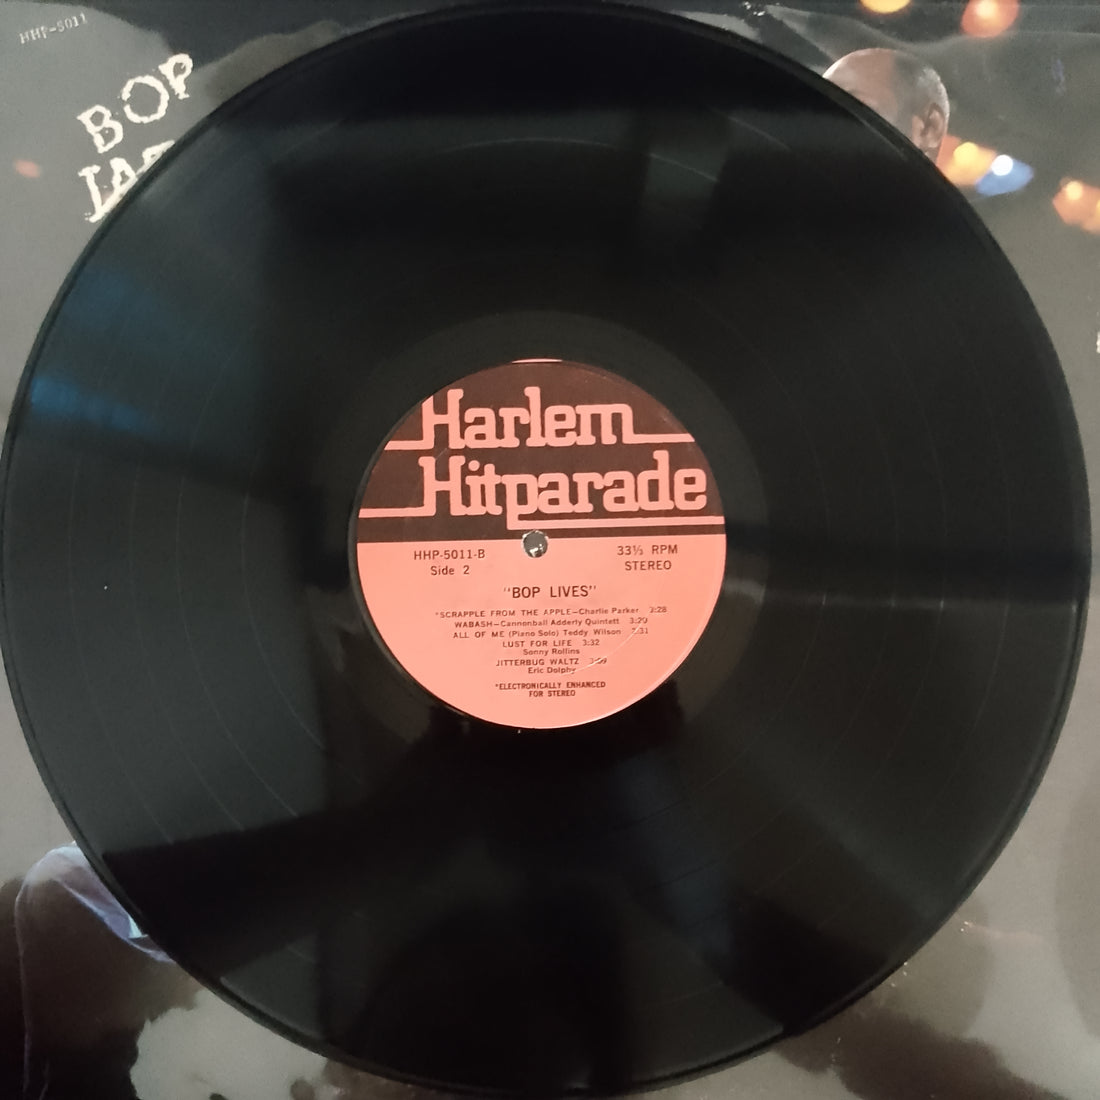 HHP-5011
BOP
Harlem
Hitparade
HHP-5011-B 33⅓ RPM
Side 2 STEREO
"BOP LIVES"
*SCRAPPLE FROM THE APPLE—Charlie Parker 2:28
WABASH—Cannonball Adderly Quintett 3:29
ALL OF ME (Piano Solo) Teddy Wilson
LUST FOR LIFE 3:32
Sonny Rollins
JITTERBUG WALTZ
Eric Dolphy
*ELECTRONICALLY ENHANCED
FOR STEREO